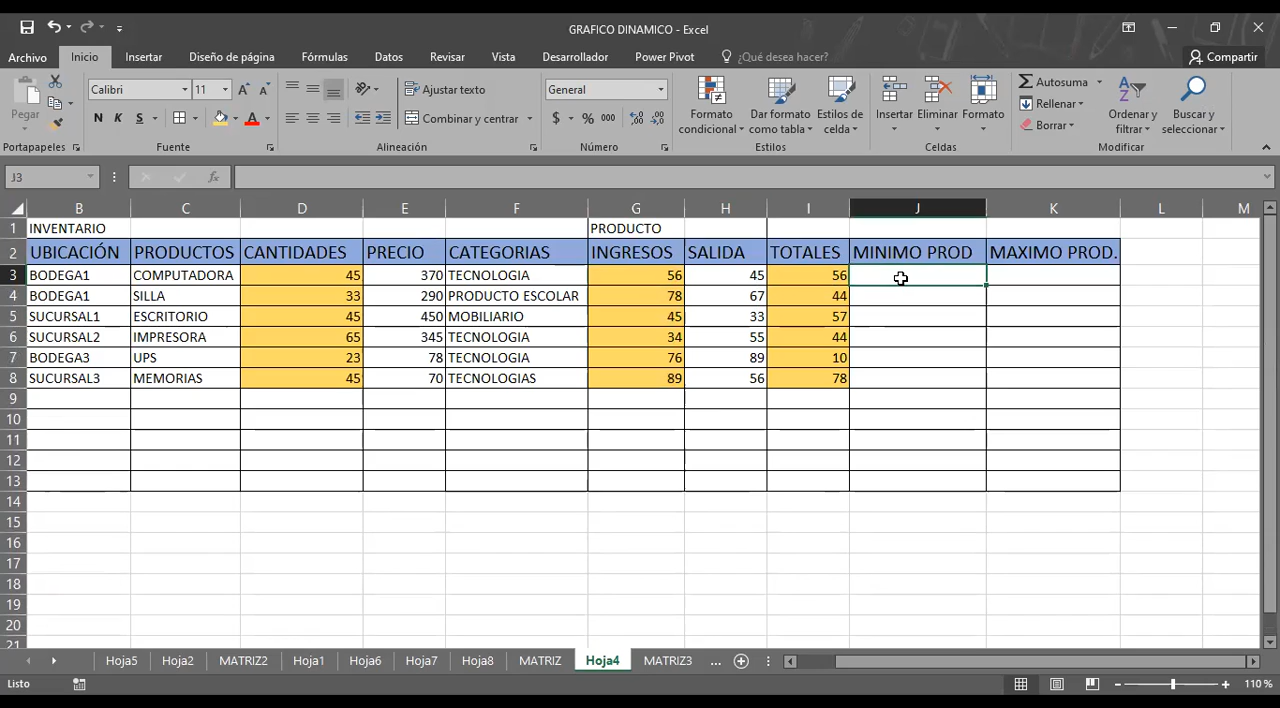 GRAFICO DINAMICO - Excel
Archivo Inicio Insertar Diseño de página Fórmulas Datos Revisar Vista Desarrollador Power Pivot ¿Qué desea hacer? Compartir
Calibri 11 Ajustar texto General Autosuma
Pegar Formato condicional Dar formato como tabla Estilos de celda Insertar Eliminar Formato Rellenar Ordenar y filtrar Buscar y seleccionar
N K S A Combinar y centrar $ % 000 Borrar
Portapapeles Fuente Alineación Número Estilos Celdas Modificar
J3 fx
B C D E F G H I J K L M
1 INVENTARIO PRODUCTO
2 UBICACIÓN PRODUCTOS CANTIDADES PRECIO CATEGORIAS INGRESOS SALIDA TOTALES MINIMO PROD MAXIMO PROD.
3 BODEGA1 COMPUTADORA 45 370 TECNOLOGIA 56 45 56
4 BODEGA1 SILLA 33 290 PRODUCTO ESCOLAR 78 67 44
5 SUCURSAL1 ESCRITORIO 45 450 MOBILIARIO 45 33 57
6 SUCURSAL2 IMPRESORA 65 345 TECNOLOGIA 34 55 44
7 BODEGA3 UPS 23 78 TECNOLOGIA 76 89 10
8 SUCURSAL3 MEMORIAS 45 70 TECNOLOGIAS 89 56 78
9
10
11
12
13
14
15
16
17
18
19
20
21
Hoja5 Hoja2 MATRIZ2 Hoja1 Hoja6 Hoja7 Hoja8 MATRIZ Hoja4 MATRIZ3 ...
Listo 110 %